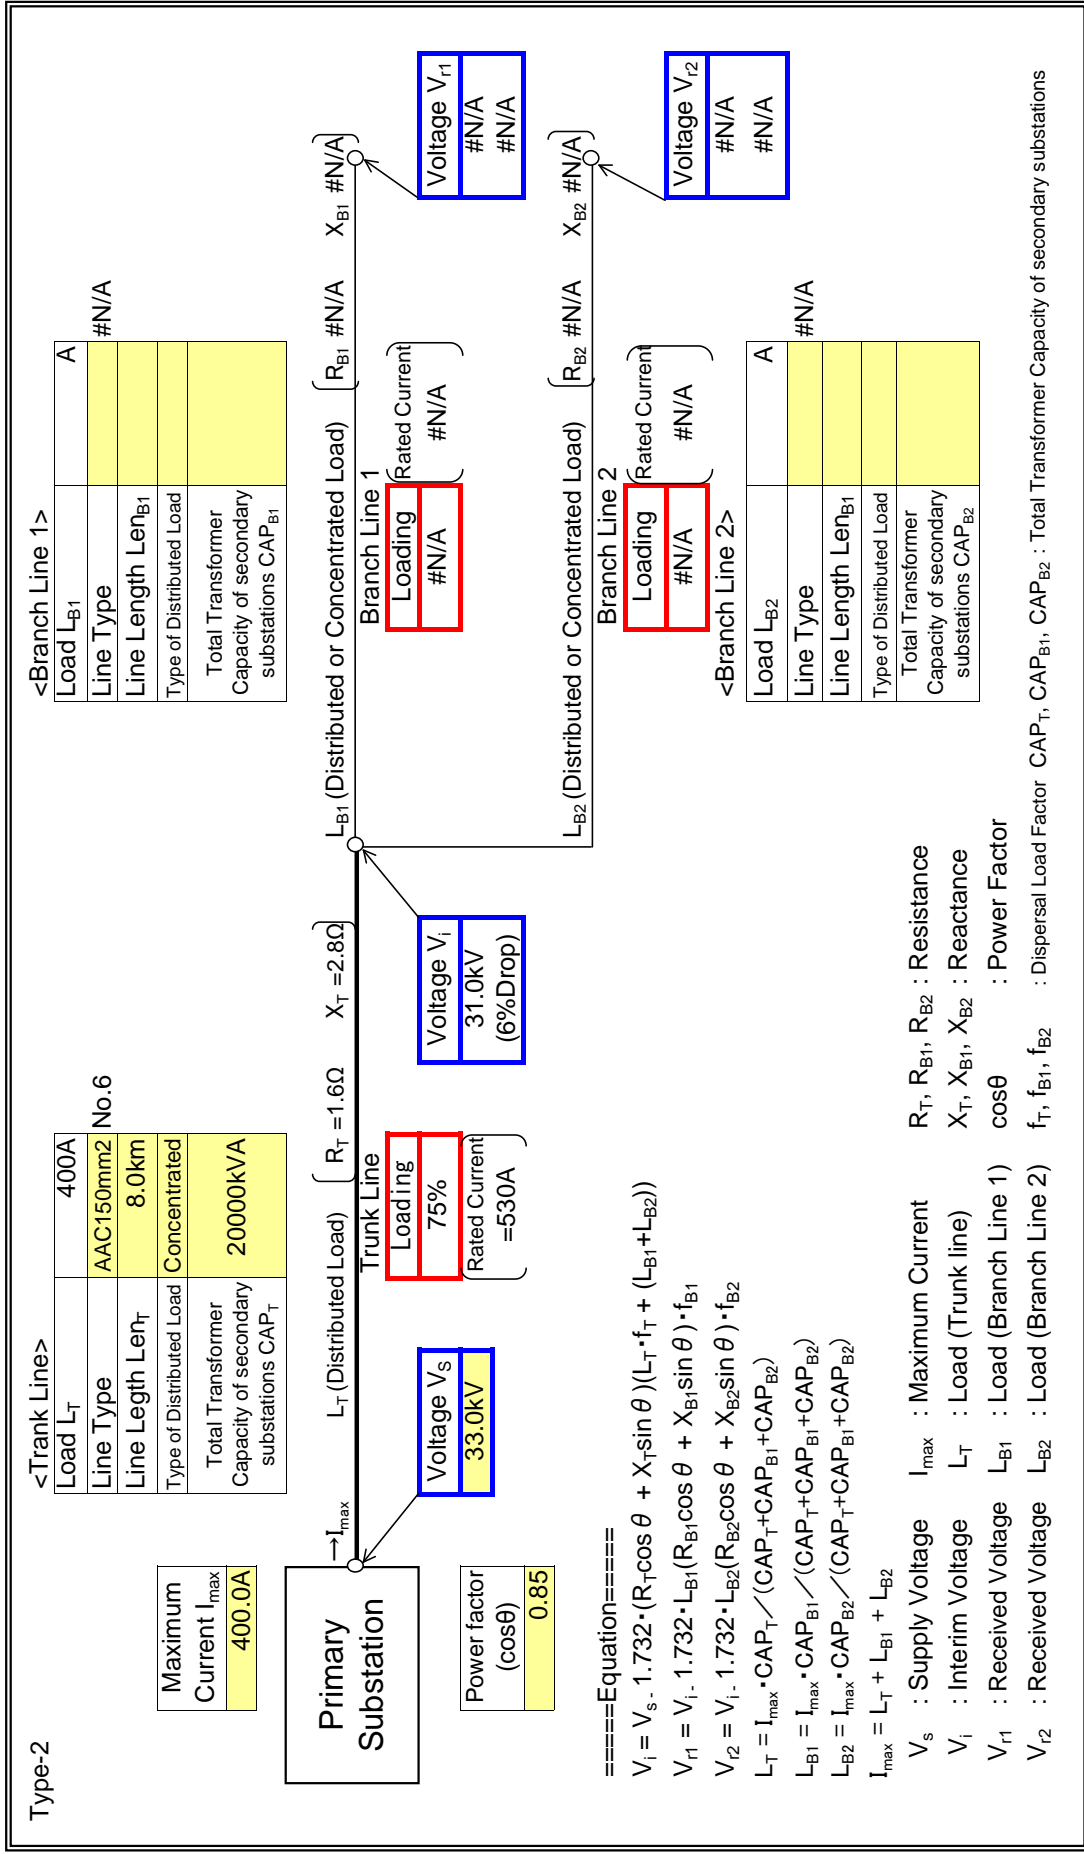 Type-2
Maximum
Current Imax
400.0A
<Trank Line>
Load LT 400A
Line Type AAC150mm2 No.6
Line Legth LenT 8.0km
Type of Distributed Load Concentrated
Total Transformer
Capacity of secondary
substations CAPT
20000kVA
<Branch Line 1>
Load LB1 A
Line Type #N/A
Line Length LenB1
Type of Distributed Load
Total Transformer
Capacity of secondary
substations CAPB1
Primary
Substation
→Imax
LT (Distributed Load)
RT =1.6Ω XT =2.8Ω
LB1 (Distributed or Concentrated Load)
RB1 #N/A XB1 #N/A
Power factor
(cosθ)
0.85
Voltage VS
33.0kV
Trunk Line
Loading
75%
Rated Current
=530A
Voltage Vi
31.0kV
(6%Drop)
Branch Line 1
Loading
#N/A
Rated Current
#N/A
Voltage Vr1
#N/A
#N/A
LB2 (Distributed or Concentrated Load)
RB2 #N/A XB2 #N/A
Branch Line 2
Loading
#N/A
Rated Current
#N/A
Voltage Vr2
#N/A
#N/A
<Branch Line 2>
Load LB2 A
Line Type #N/A
Line Length LenB1
Type of Distributed Load
Total Transformer
Capacity of secondary
substations CAPB2
=====Equation=====
Vi = Vs - 1.732・(RTcosθ + XTsinθ)(LT・fT + (LB1+LB2))
Vr1 = Vi - 1.732・LB1(RB1cosθ + XB1sinθ)・fB1
Vr2 = Vi - 1.732・LB2(RB2cosθ + XB2sinθ)・fB2
LT = Imax・CAPT／(CAPT+CAPB1+CAPB2)
LB1 = Imax・CAPB1／(CAPT+CAPB1+CAPB2)
LB2 = Imax・CAPB2／(CAPT+CAPB1+CAPB2)
Imax = LT + LB1 + LB2
Vs : Supply Voltage Imax : Maximum Current RT, RB1, RB2 : Resistance
Vi : Interim Voltage LT : Load (Trunk line) XT, XB1, XB2 : Reactance
Vr1 : Received Voltage LB1 : Load (Branch Line 1) cosθ : Power Factor
Vr2 : Received Voltage LB2 : Load (Branch Line 2) fT, fB1, fB2 : Dispersal Load Factor CAPT, CAPB1, CAPB2 : Total Transformer Capacity of secondary substations